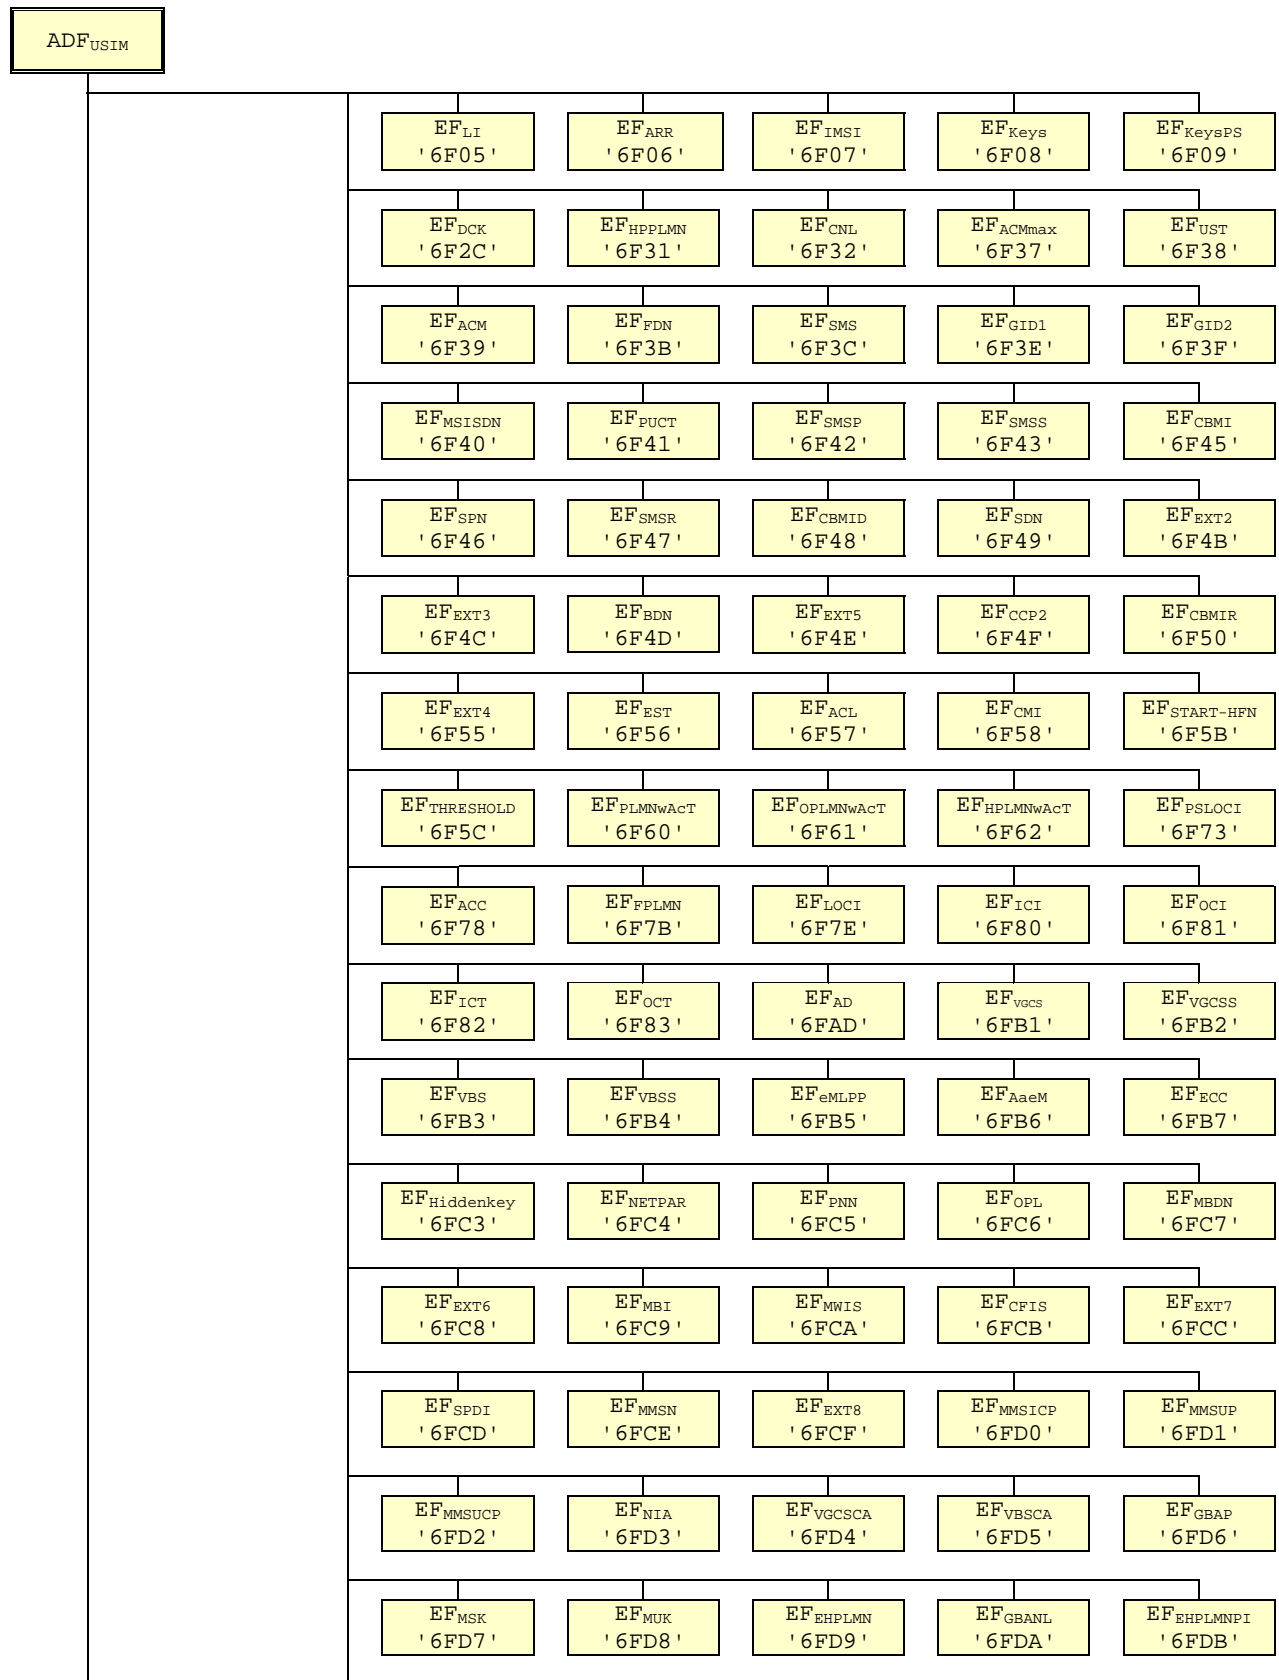 ADFUSIM
EFLI EFARR EFIMSI EFKeys EFKeysPS
'6F05' '6F06' '6F07' '6F08' '6F09'
EFDCK EFHPPLMN EFCNL EFACMmax EFUST
'6F2C' '6F31' '6F32' '6F37' '6F38'
EFACM EFFDN EFSMS EFGID1 EFGID2
'6F39' '6F3B' '6F3C' '6F3E' '6F3F'
EFMSISDN EFPUCT EFSMSP EFSMSS EFCBMI
'6F40' '6F41' '6F42' '6F43' '6F45'
EFSPN EFSMSR EFCBMID EFSDN EFEXT2
'6F46' '6F47' '6F48' '6F49' '6F4B'
EFEXT3 EFBDN EFEXT5 EFCCP2 EFCBMIR
'6F4C' '6F4D' '6F4E' '6F4F' '6F50'
EFEXT4 EFEST EFACL EFCMI EFSTART-HFN
'6F55' '6F56' '6F57' '6F58' '6F5B'
EFTHRESHOLD EFPLMNwAcT EFOPLMNwAcT EFHPLMNwAcT EFPSLOCI
'6F5C' '6F60' '6F61' '6F62' '6F73'
EFACC EFFPLMN EFLOCI EFICI EFOCI
'6F78' '6F7B' '6F7E' '6F80' '6F81'
EFICT EFOCT EFAD EFVGCS EFVGCSS
'6F82' '6F83' '6FAD' '6FB1' '6FB2'
EFVBS EFVBSS EFeMLPP EFAaeM EFECC
'6FB3' '6FB4' '6FB5' '6FB6' '6FB7'
EFHiddenkey EFNETPAR EFPNN EFOPL EFMBDN
'6FC3' '6FC4' '6FC5' '6FC6' '6FC7'
EFEXT6 EFMBI EFMWIS EFCFIS EFEXT7
'6FC8' '6FC9' '6FCA' '6FCB' '6FCC'
EFSPDI EFMMSN EFEXT8 EFMMSICP EFMMSUP
'6FCD' '6FCE' '6FCF' '6FD0' '6FD1'
EFMMSUCP EFNIA EFVGCSCA EFVBSCA EFGBAP
'6FD2' '6FD3' '6FD4' '6FD5' '6FD6'
EFMSK EFMUK EFEHPLMN EFGBANL EFEHPLMNPI
'6FD7' '6FD8' '6FD9' '6FDA' '6FDB'